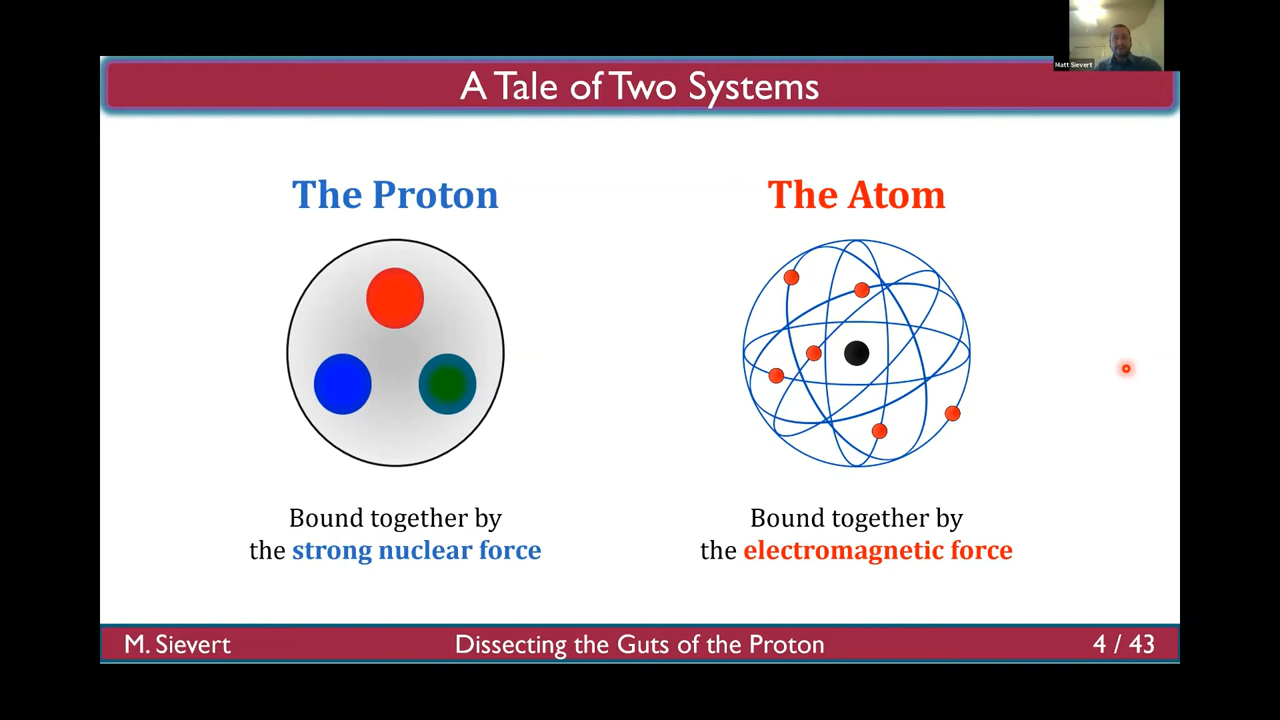 Matt Sievert
A Tale of Two Systems
The Proton
The Atom
Bound together by
the strong nuclear force
Bound together by
the electromagnetic force
M. Sievert
Dissecting the Guts of the Proton
4 / 43